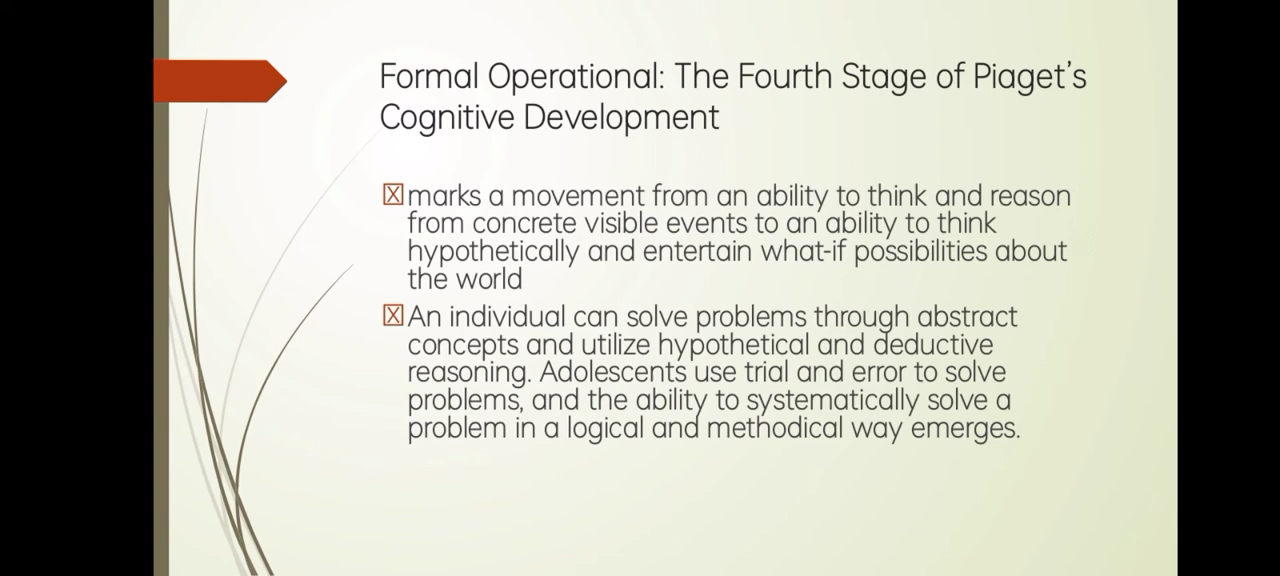 Formal Operational: The Fourth Stage of Piaget’s
Cognitive Development
marks a movement from an ability to think and reason
from concrete visible events to an ability to think
hypothetically and entertain what-if possibilities about
the world
An individual can solve problems through abstract
concepts and utilize hypothetical and deductive
reasoning. Adolescents use trial and error to solve
problems, and the ability to systematically solve a
problem in a logical and methodical way emerges.